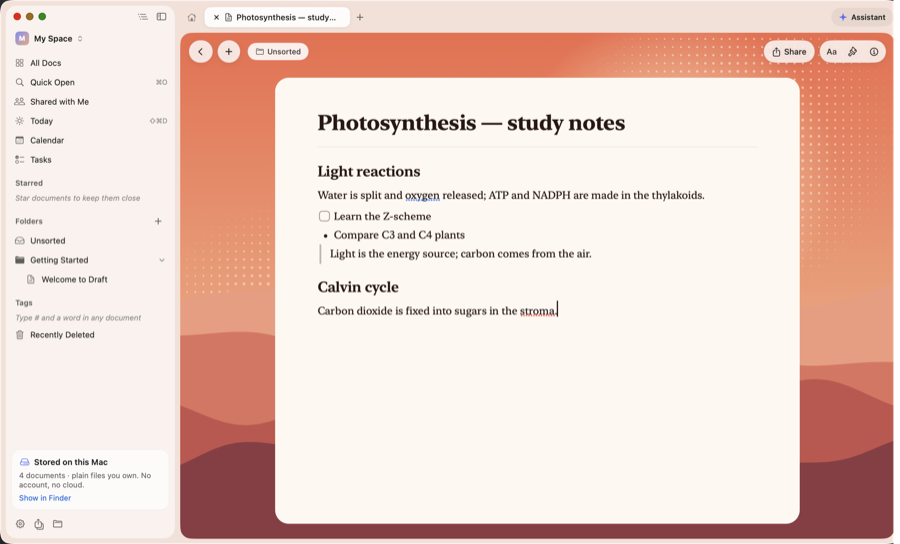 Photosynthesis — study...
Assistant
M My Space
All Docs
Quick Open ⌘O
Shared with Me
Today ⇧⌘D
Calendar
Tasks
Starred
Star documents to keep them close
Folders
Unsorted
Getting Started
Welcome to Draft
Tags
Type # and a word in any document
Recently Deleted
Stored on this Mac
4 documents · plain files you own. No
account, no cloud.
Show in Finder
Unsorted
Share
Aa
Photosynthesis — study notes
Light reactions
Water is split and oxygen released; ATP and NADPH are made in the thylakoids.
Learn the Z-scheme
• Compare C3 and C4 plants
Light is the energy source; carbon comes from the air.
Calvin cycle
Carbon dioxide is fixed into sugars in the stroma.